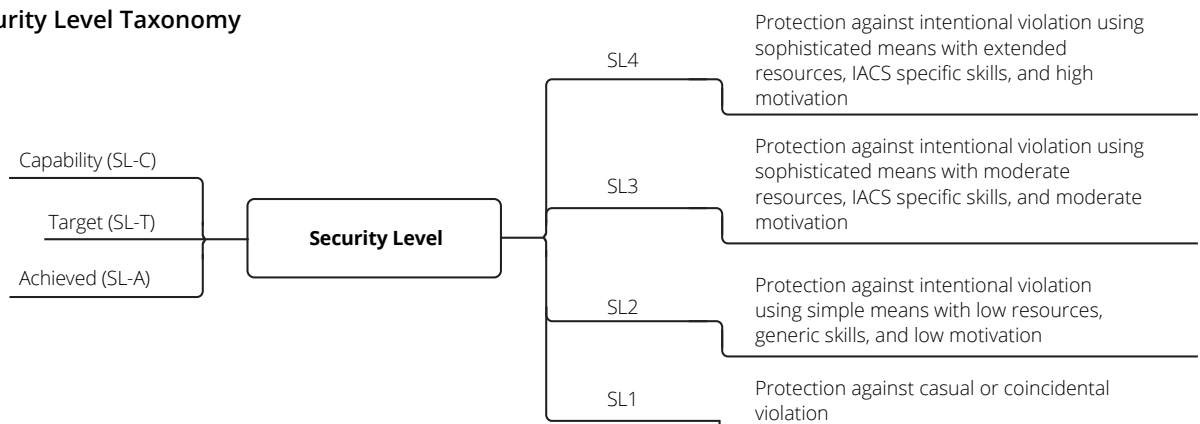 Level Taxonomy
Capability (SL-C)
Target (SL-T)
Achieved (SL-A)
Security Level
SL4
Protection against intentional violation using
sophisticated means with extended
resources, IACS specific skills, and high
motivation
SL3
Protection against intentional violation using
sophisticated means with moderate
resources, IACS specific skills, and moderate
motivation
SL2
Protection against intentional violation
using simple means with low resources,
generic skills, and low motivation
SL1
Protection against casual or coincidental
violation